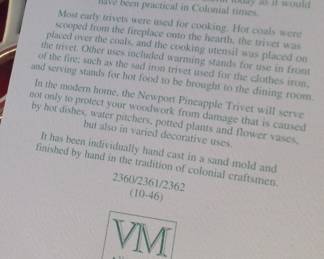 have been practical in Colonial times.
Most early trivets were used for cooking. Hot coals were
scooped from the fireplace onto the hearth, the trivet was
placed over the coals, and the cooking utensil was placed on
the trivet. Other uses included warming stands for use in front
of the fire; such as the sad iron trivet used for the clothes iron,
and serving stands for hot food to be brought to the dining room.
In the modern home, the Newport Pineapple Trivet will serve
not only to protect your woodwork from damage that is caused
by hot dishes, water pitchers, potted plants and flower vases,
but also in varied decorative uses.
It has been individually hand cast in a sand mold and
finished by hand in the tradition of colonial craftsmen.
2360/2361/2362
(10-46)
VM